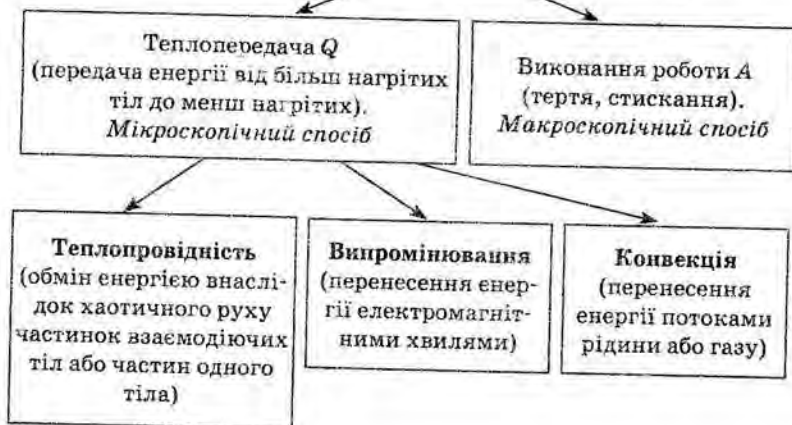 Теплопередача Q
(передача енергії від більш нагрітих
тіл до менш нагрітих).
Мікроскопічний спосіб
Виконання роботи A
(тертя, стискання).
Макроскопічний спосіб
Теплопровідність
(обмін енергією внаслі-
док хаотичного руху
частинок взаємодіючих
тіл або частин одного
тіла)
Випромінювання
(перенесення енер-
гії електромагніт-
ними хвилями)
Конвекція
(перенесення
енергії потоками
рідини або газу)